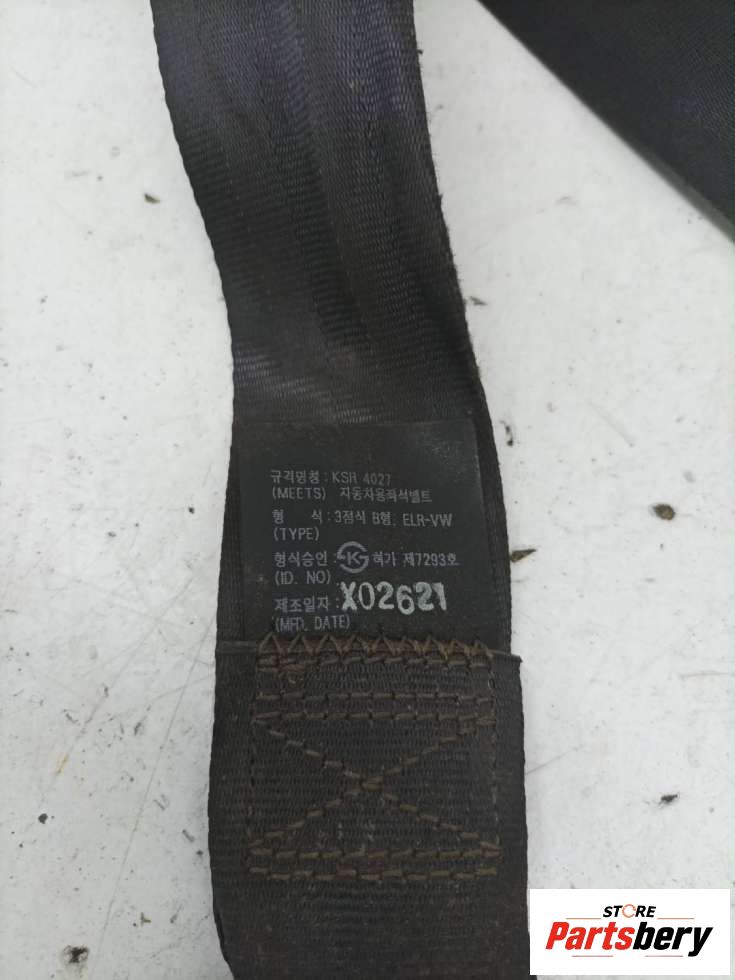 규격명칭 : KSR 4027
(MEETS) 자동차용좌석벨트
형 식 : 3점식 B형, ELR-VW
(TYPE)
형식승인 : K 허가 제7293호
(ID. NO)
제조일자 : X02621
(MFD. DATE)
STORE
Partsbery